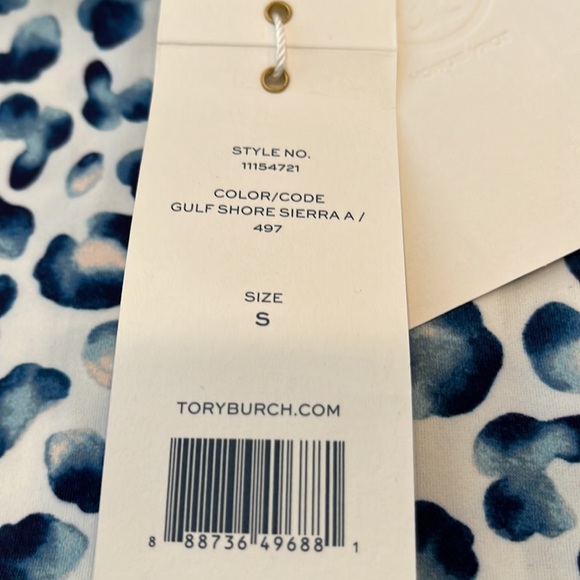 STYLE NO.
11154721
COLOR/CODE
GULF SHORE SIERRA A /
497
SIZE
S
TORYBURCH.COM
8 88736 49688 1